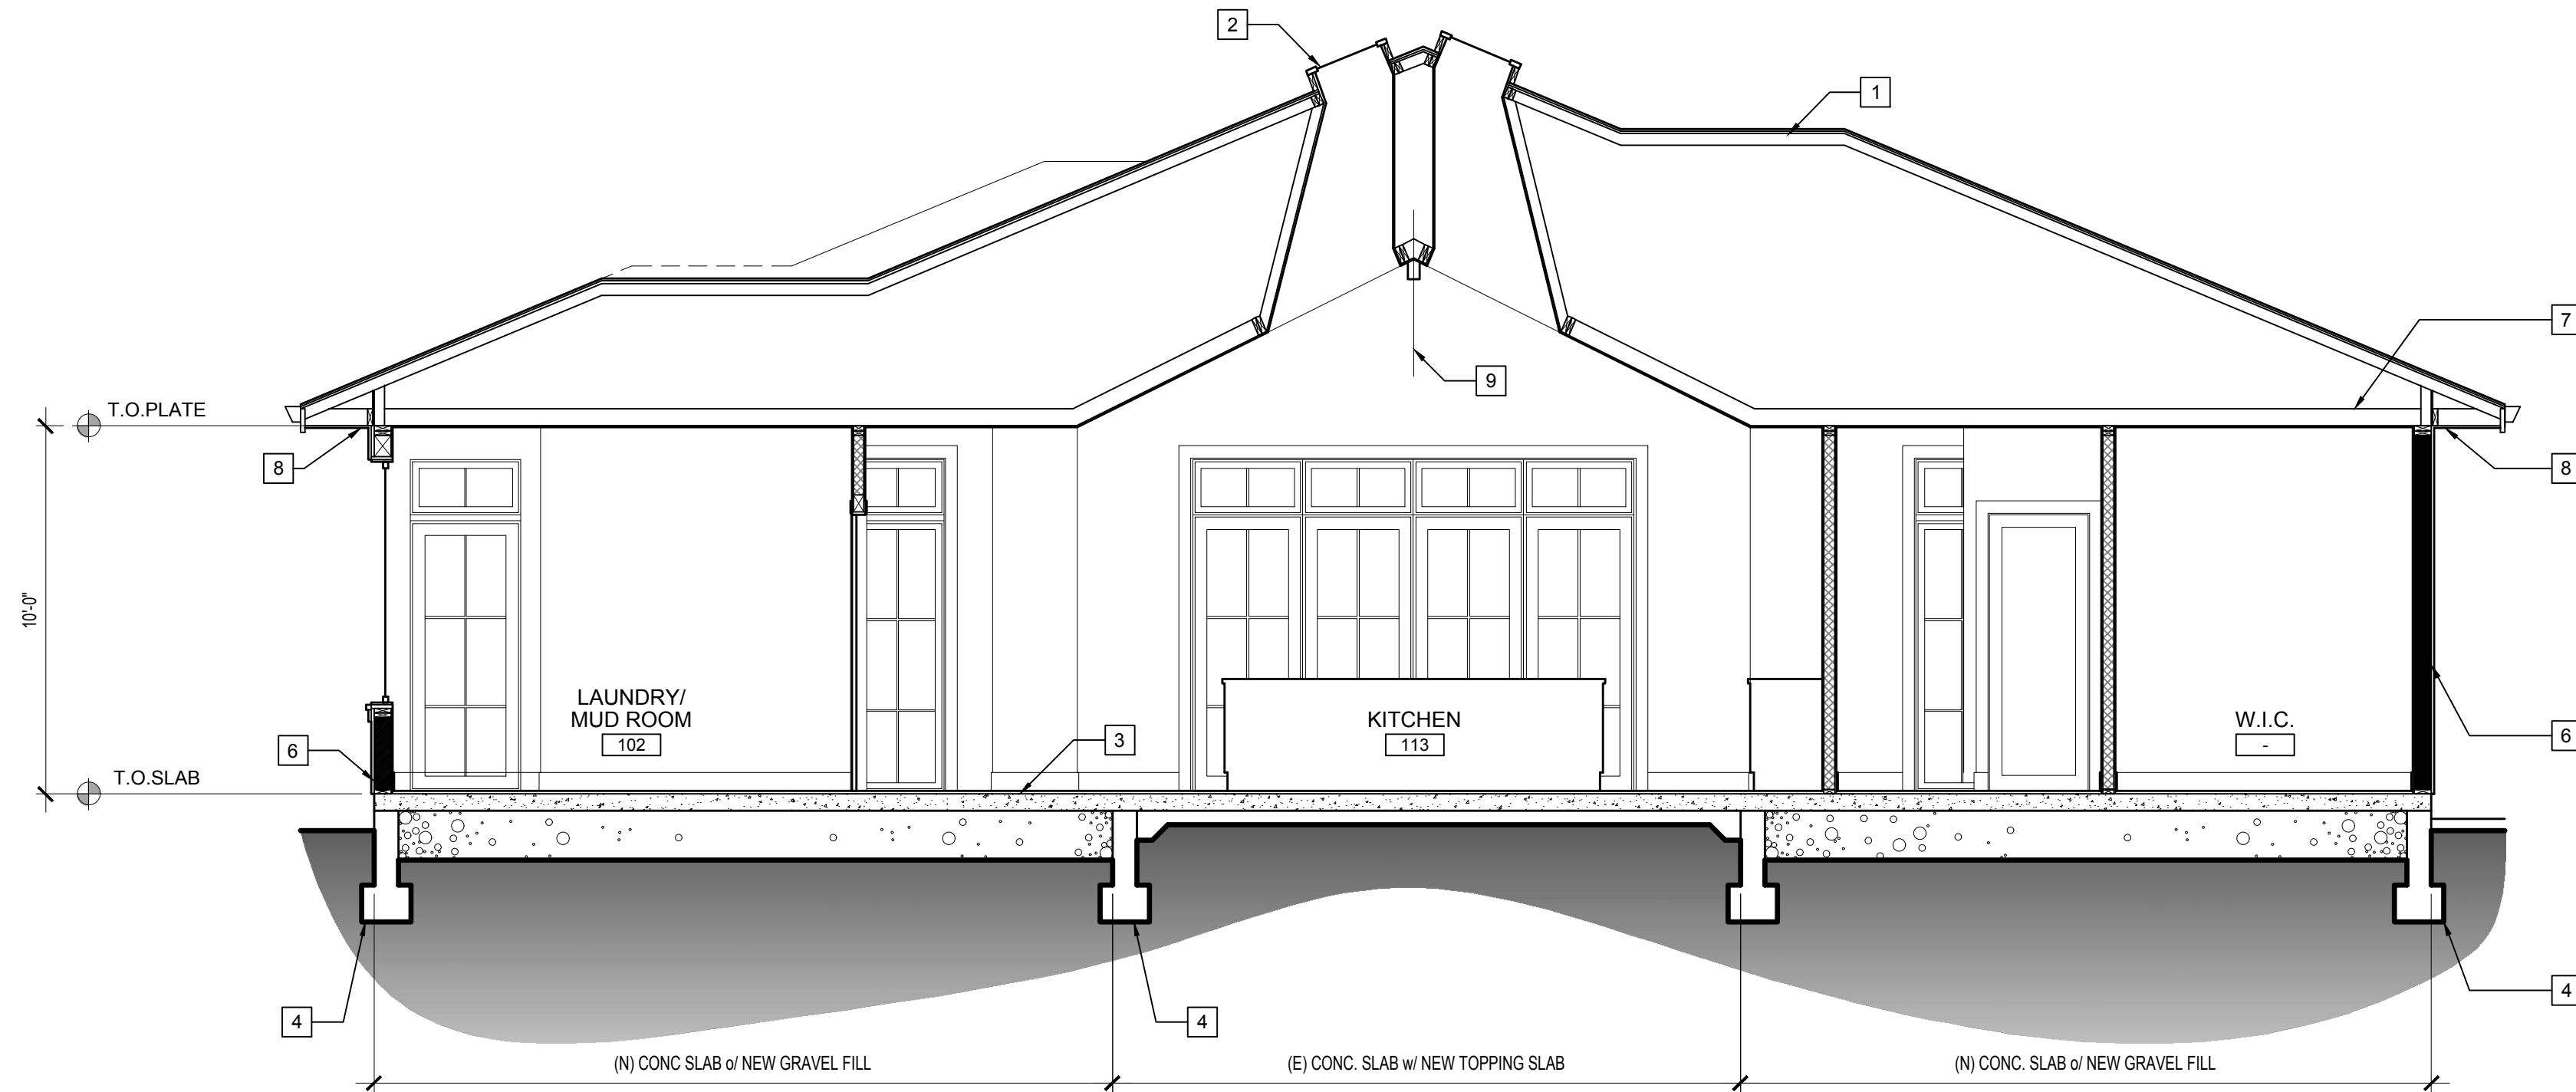 2
1
7
T.O.PLATE
9
8
8
10'-0"
LAUNDRY/
MUD ROOM
102
KITCHEN
113
W.I.C.
-
6
3
6
T.O.SLAB
4
4
4
(N) CONC SLAB o/ NEW GRAVEL FILL
(E) CONC. SLAB w/ NEW TOPPING SLAB
(N) CONC. SLAB o/ NEW GRAVEL FILL